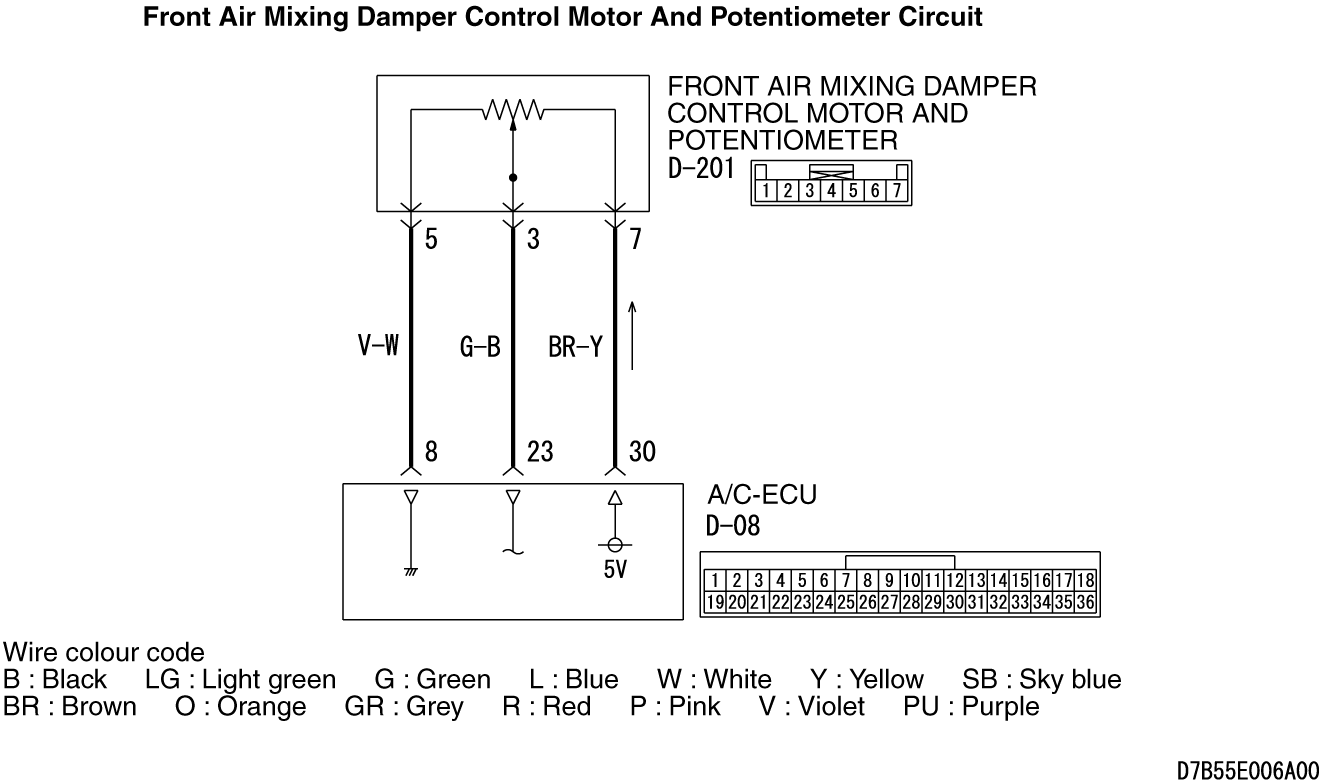 Front Air Mixing Damper Control Motor And Potentiometer Circuit
FRONT AIR MIXING DAMPER
CONTROL MOTOR AND
POTENTIOMETER
D-201
1 2 3 4 5 6 7
5 3 7
V-W G-B BR-Y
8 23 30
A/C-ECU
D-08
5V
1 2 3 4 5 6 7 8 9 10 11 12 13 14 15 16 17 18
19 20 21 22 23 24 25 26 27 28 29 30 31 32 33 34 35 36
Wire colour code
B : Black LG : Light green G : Green L : Blue W : White Y : Yellow SB : Sky blue
BR : Brown O : Orange GR : Grey R : Red P : Pink V : Violet PU : Purple
D7B55E006A00